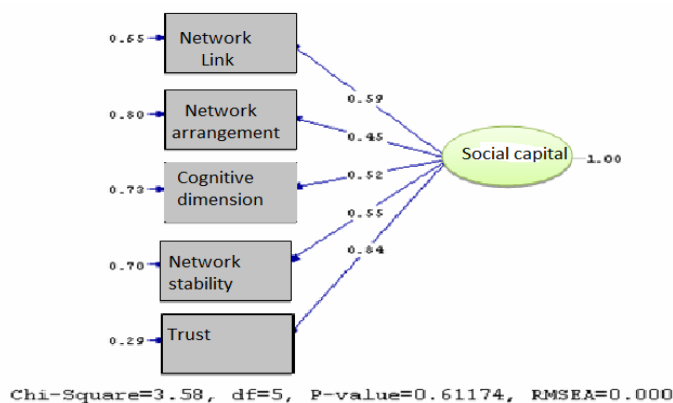 0.65
Network
Link
0.59
0.80
Network
arrangement
0.45
0.73
Cognitive
dimension
0.52
Social capital
1.00
0.70
Network
stability
0.55
0.29
Trust
0.84
Chi-Square=3.58, df=5, P-value=0.61174, RMSEA=0.000